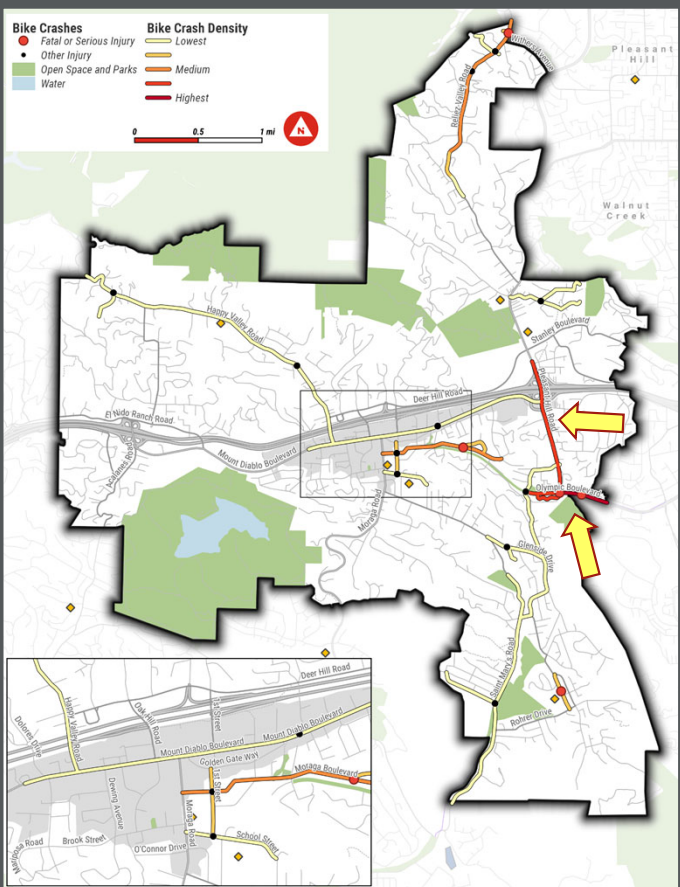 Bike Crashes
Fatal or Serious Injury
Other Injury
Open Space and Parks
Water
Bike Crash Density
Lowest
Medium
Highest
0 0.5 1 mi
N
Withers Avenue
Pleasant
Hill
Reliez Valley Road
Walnut
Creek
Happy Valley Road
Stanley Boulevard
Pleasant Hill Road
Deer Hill Road
El Nido Ranch Road
Mount Diablo Boulevard
Acalanes Road
Moraga Road
Olympic Boulevard
Glenside Drive
Saint Mary's Road
Rohrer Drive
Deer Hill Road
Happy Valley Road
Oak Hill Road
1st Street
Dolores Drive
Mount Diablo Boulevard
Mount Diablo Boulevard
Golden Gate Way
1st Street
Moraga Boulevard
Dewing Avenue
Moraga Road
School Street
Brook Street
O'Connor Drive
Mariposa Road